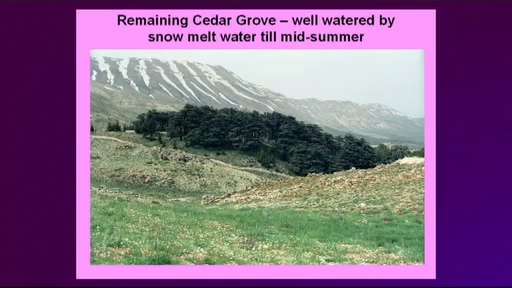 Remaining Cedar Grove – well watered by
snow melt water till mid-summer